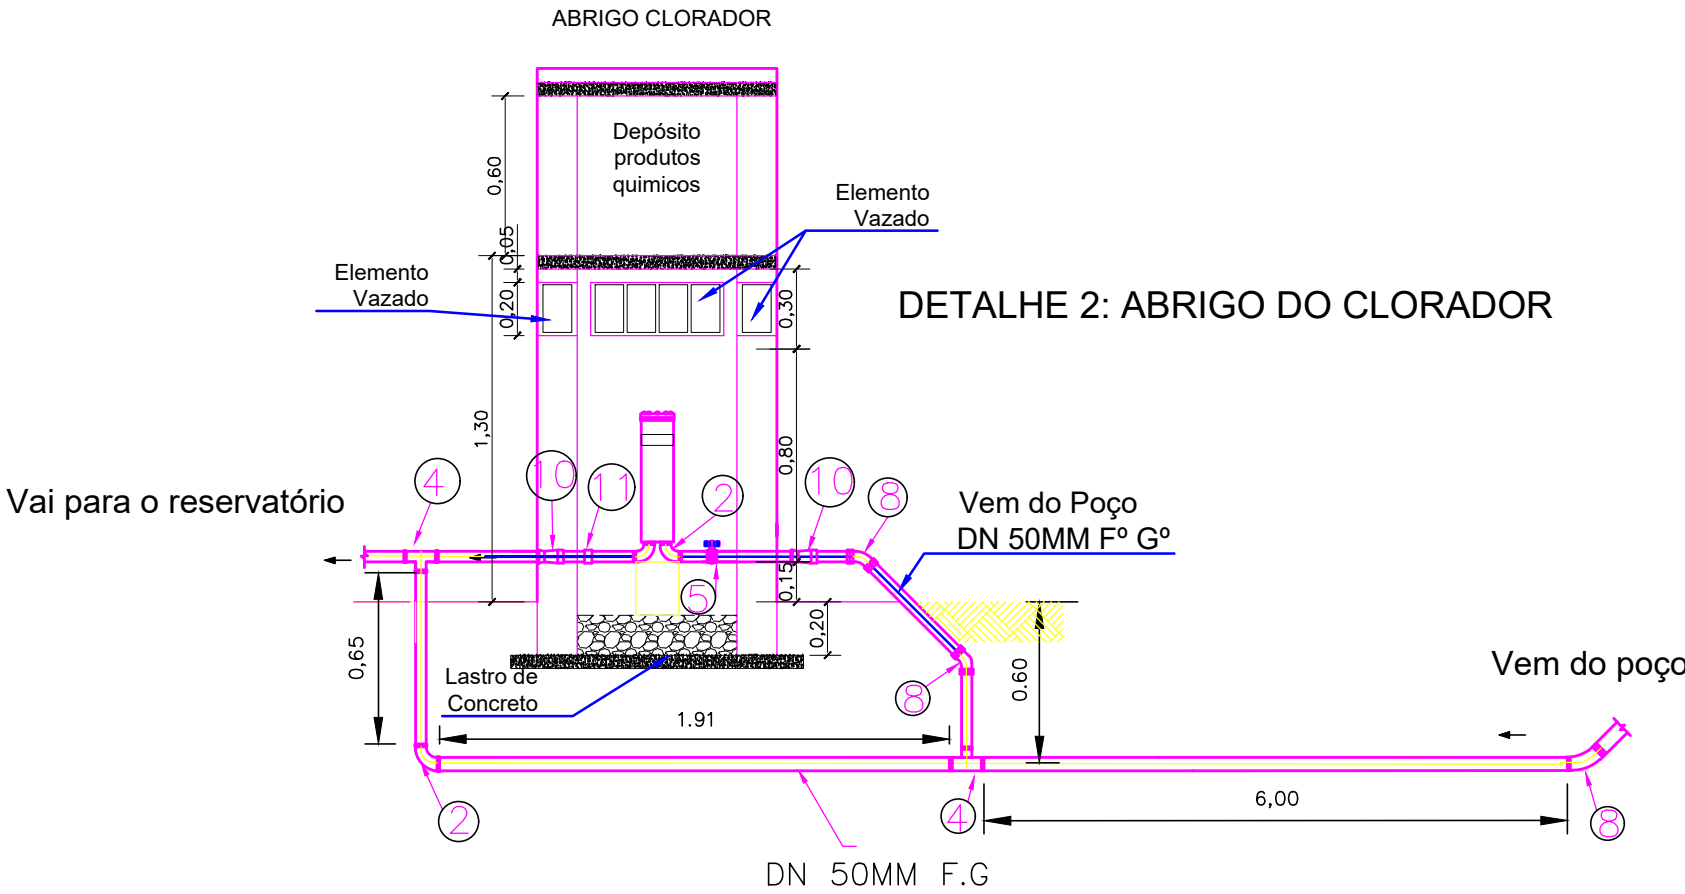 ABRIGO CLORADOR
Depósito
produtos
quimicos
0,60
Elemento
Vazado
0,05
Elemento
Vazado
0,20
0,30
DETALHE 2: ABRIGO DO CLORADOR
1,30
0,80
Vai para o reservatório
4
10
11
2
10
8
Vem do Poço
DN 50MM Fº Gº
5
0,15
0,20
0,65
0.60
Lastro de
Concreto
8
Vem do poço
1.91
6,00
2
4
8
DN 50MM F.G